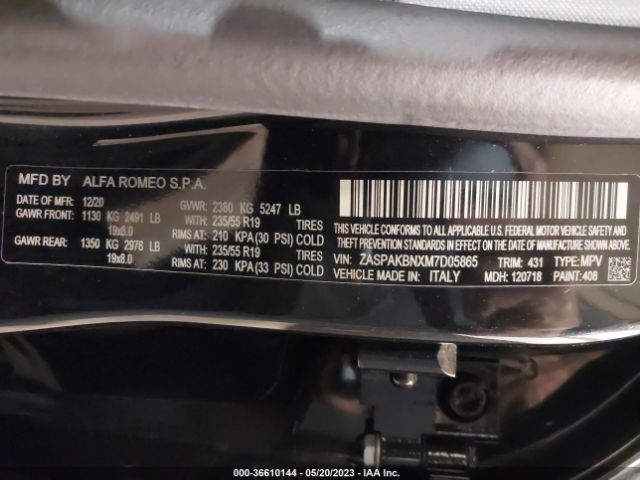 MFD BY ALFA ROMEO S.P.A.
DATE OF MFR: 12/20 GVWR: 2380 KG 5247 LB
GAWR FRONT: 1130 KG 2491 LB WITH: 235/55 R19 TIRES
19x8.0 RIMS AT: 210 KPA (30 PSI) COLD
GAWR REAR: 1350 KG 2978 LB WITH: 235/55 R19 TIRES
19x8.0 RIMS AT: 230 KPA (33 PSI) COLD
THIS VEHICLE CONFORMS TO ALL APPLICABLE U.S.A. FEDERAL MOTOR VEHICLE SAFETY AND
THEFT PREVENTION STANDARDS IN EFFECT ON THE DATE OF MANUFACTURE SHOWN ABOVE.
VIN: ZASPAKBNXM7D05865 TRIM: 431 TYPE: MPV
VEHICLE MADE IN: ITALY MDH: 120718 PAINT: 408
000-36610144 — 05/20/2023 — IAA Inc.